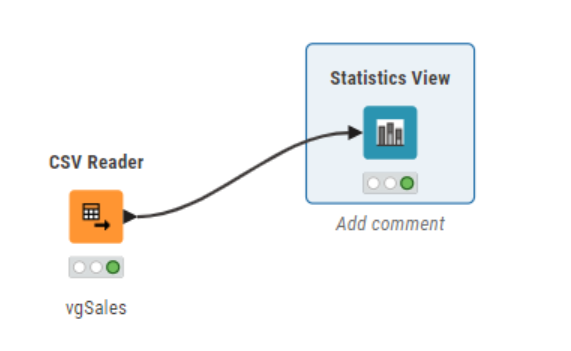 Statistics View
CSV Reader
Add comment
vgSales